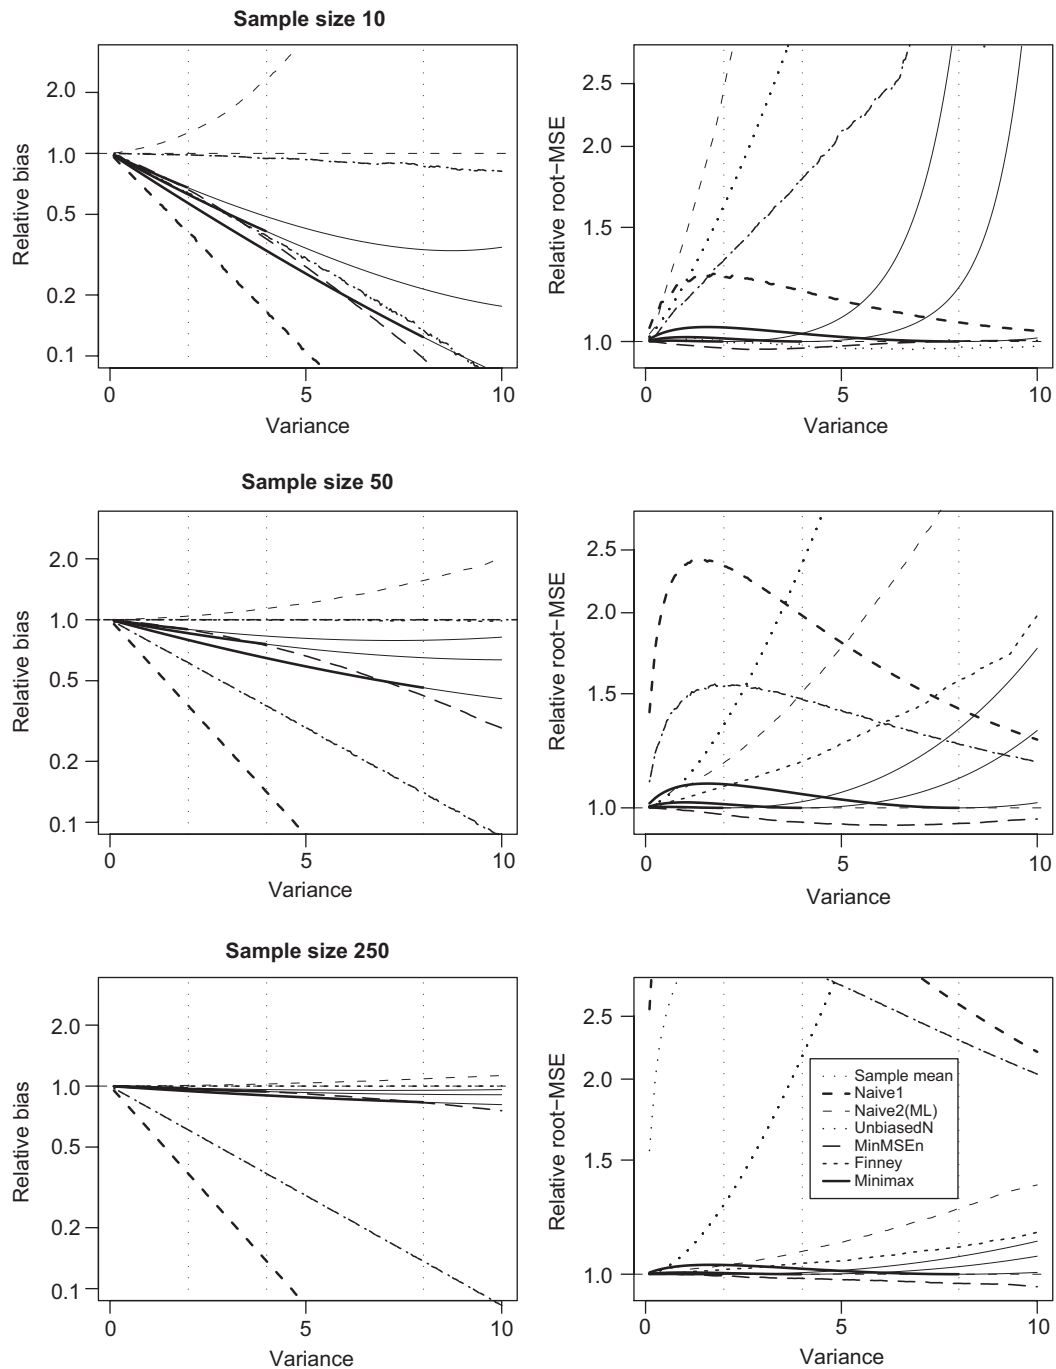 Sample size 10
Relative bias
2.0
1.0
0.5
0.2
0.1
0
5
10
Variance
Relative root−MSE
2.5
2.0
1.5
1.0
0
5
10
Variance
Sample size 50
Relative bias
2.0
1.0
0.5
0.2
0.1
0
5
10
Variance
Relative root−MSE
2.5
2.0
1.5
1.0
0
5
10
Variance
Sample size 250
Relative bias
2.0
1.0
0.5
0.2
0.1
0
5
10
Variance
Relative root−MSE
2.5
2.0
1.5
1.0
0
5
10
Variance
Sample mean
Naive1
Naive2(ML)
UnbiasedN
MinMSEn
Finney
Minimax